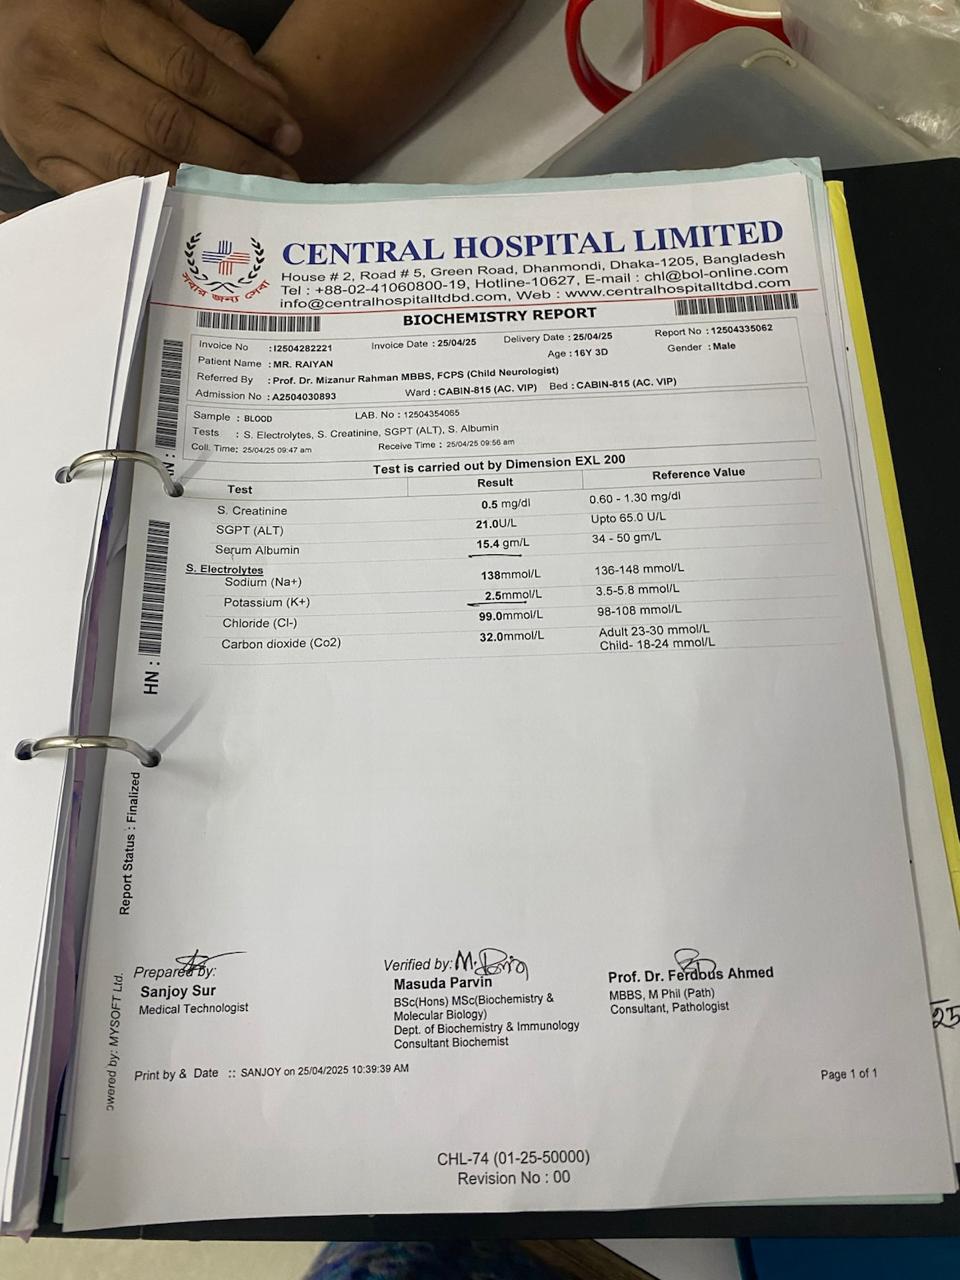 CENTRAL HOSPITAL LIMITED
House # 2, Road # 5, Green Road, Dhanmondi, Dhaka-1205, Bangladesh
Tel : +88-02-41060800-19, Hotline-10627, E-mail : chl@bol-online.com
info@centralhospitalltdbd.com, Web : www.centralhospitalltdbd.com
সবার জন্য সেবা
BIOCHEMISTRY REPORT
Invoice No : I2504282221 Invoice Date : 25/04/25 Delivery Date : 25/04/25 Report No : 12504335062
Patient Name : MR. RAIYAN Age : 16Y 3D Gender : Male
Referred By : Prof. Dr. Mizanur Rahman MBBS, FCPS (Child Neurologist)
Admission No : A2504030893 Ward : CABIN-815 (AC. VIP) Bed : CABIN-815 (AC. VIP)
Sample : BLOOD LAB. No : 12504354065
Tests : S. Electrolytes, S. Creatinine, SGPT (ALT), S. Albumin
Coll. Time: 25/04/25 09:47 am Receive Time : 25/04/25 09:56 am
Test is carried out by Dimension EXL 200
Test Result Reference Value
S. Creatinine 0.5 mg/dl 0.60 - 1.30 mg/dl
SGPT (ALT) 21.0U/L Upto 65.0 U/L
Serum Albumin 15.4 gm/L 34 - 50 gm/L
S. Electrolytes
Sodium (Na+) 138mmol/L 136-148 mmol/L
Potassium (K+) 2.5mmol/L 3.5-5.8 mmol/L
Chloride (Cl-) 99.0mmol/L 98-108 mmol/L
Carbon dioxide (Co2) 32.0mmol/L Adult 23-30 mmol/L
Child- 18-24 mmol/L
HN :
Report Status : Finalized
owered by: MYSOFT Ltd.
Prepared by:
Sanjoy Sur
Medical Technologist
Verified by:
Masuda Parvin
BSc(Hons) MSc(Biochemistry &
Molecular Biology)
Dept. of Biochemistry & Immunology
Consultant Biochemist
Prof. Dr. Ferdous Ahmed
MBBS, M Phil (Path)
Consultant, Pathologist
25
Print by & Date :: SANJOY on 25/04/2025 10:39:39 AM
Page 1 of 1
CHL-74 (01-25-50000)
Revision No : 00